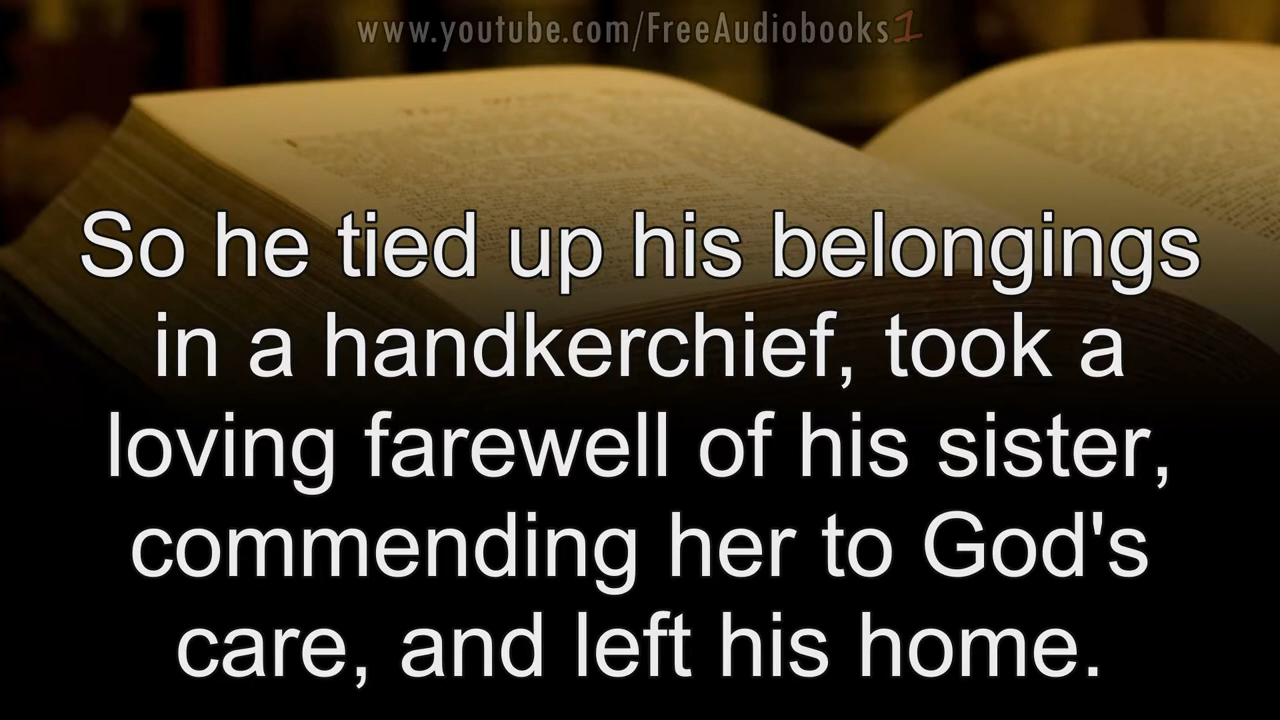 www.youtube.com/FreeAudiobooks1
So he tied up his belongings
in a handkerchief, took a
loving farewell of his sister,
commending her to God's
care, and left his home.